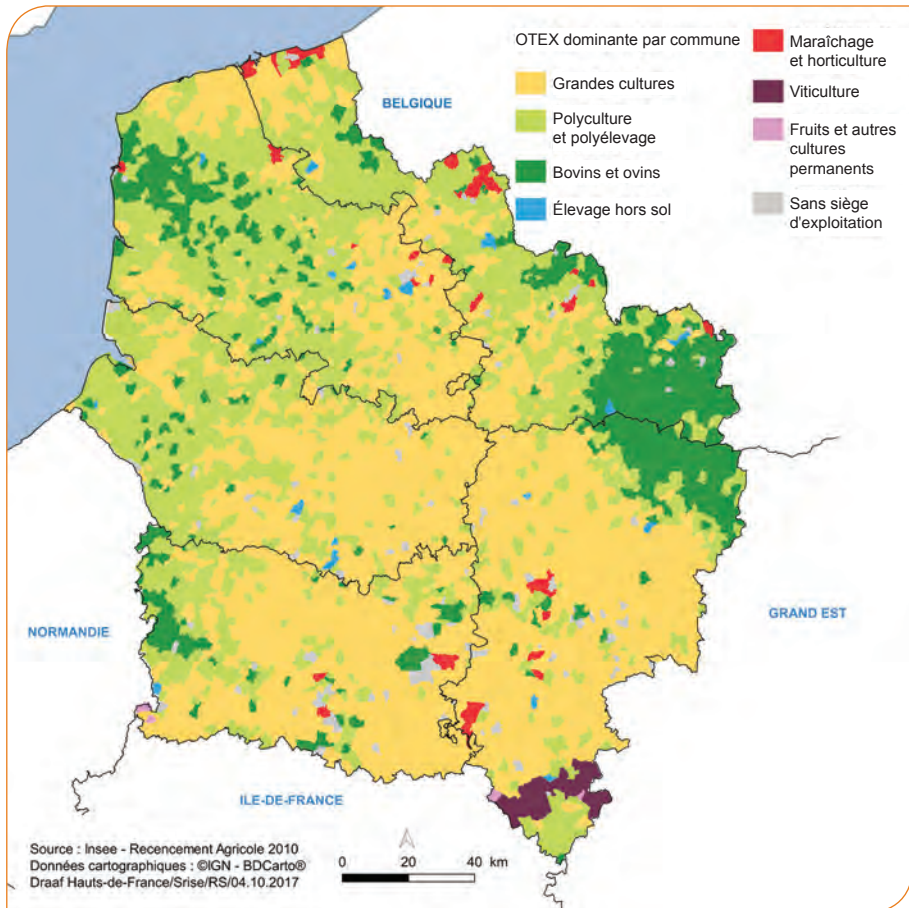 OTEX dominante par commune
Grandes cultures
Polyculture
et polyélevage
Bovins et ovins
Élevage hors sol
Maraîchage
et horticulture
Viticulture
Fruits et autres
cultures
permanents
Sans siège
d'exploitation
BELGIQUE
NORMANDIE
GRAND EST
ILE-DE-FRANCE
Source : Insee - Recencement Agricole 2010
Données cartographiques : ©IGN - BDCarto®
Draaf Hauts-de-France/Srise/RS/04.10.2017
0 20 40 km